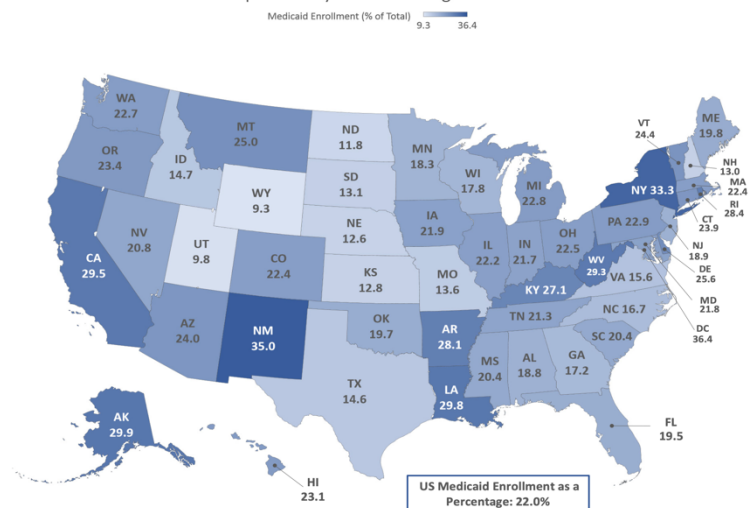 Medicaid Enrollment (% of Total)
9.3
36.4
WA
22.7
OR
23.4
CA
29.5
NV
20.8
ID
14.7
MT
25.0
WY
9.3
UT
9.8
AZ
24.0
CO
22.4
NM
35.0
ND
11.8
SD
13.1
NE
12.6
KS
12.8
OK
19.7
TX
14.6
MN
18.3
IA
21.9
MO
13.6
AR
28.1
LA
29.8
WI
17.8
IL
22.2
MI
22.8
IN
21.7
OH
22.5
KY 27.1
TN 21.3
MS
20.4
AL
18.8
GA
17.2
FL
19.5
SC 20.4
NC 16.7
VA 15.6
WV
29.3
PA 22.9
NY 33.3
VT
24.4
ME
19.8
NH
13.0
MA
22.4
RI
28.4
CT
23.9
NJ
18.9
DE
25.6
MD
21.8
DC
36.4
AK
29.9
HI
23.1
US Medicaid Enrollment as a
Percentage: 22.0%